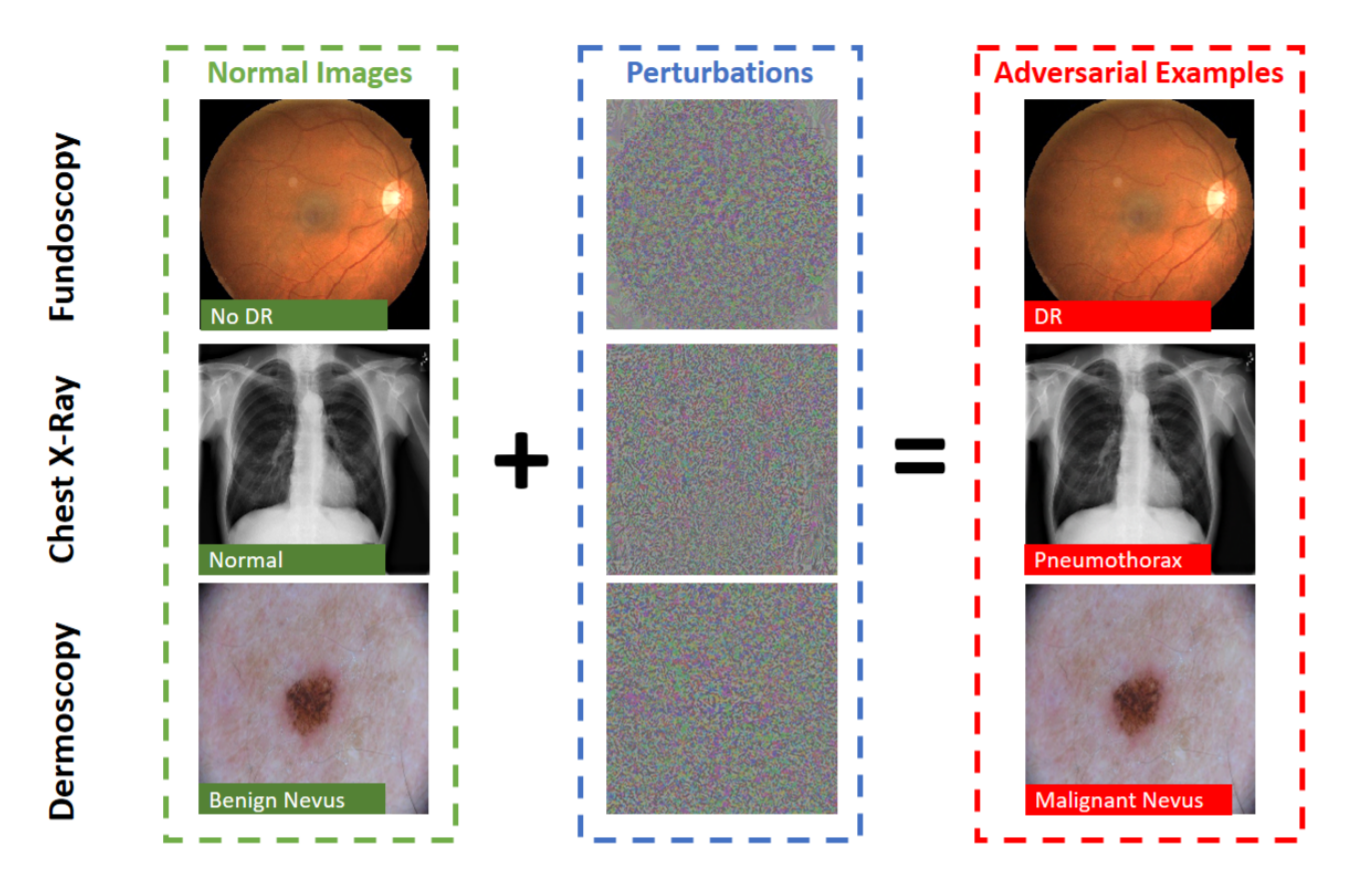 Normal Images
Perturbations
Adversarial Examples
Fundoscopy
No DR
DR
+
=
Chest X-Ray
Normal
Pneumothorax
Dermoscopy
Benign Nevus
Malignant Nevus